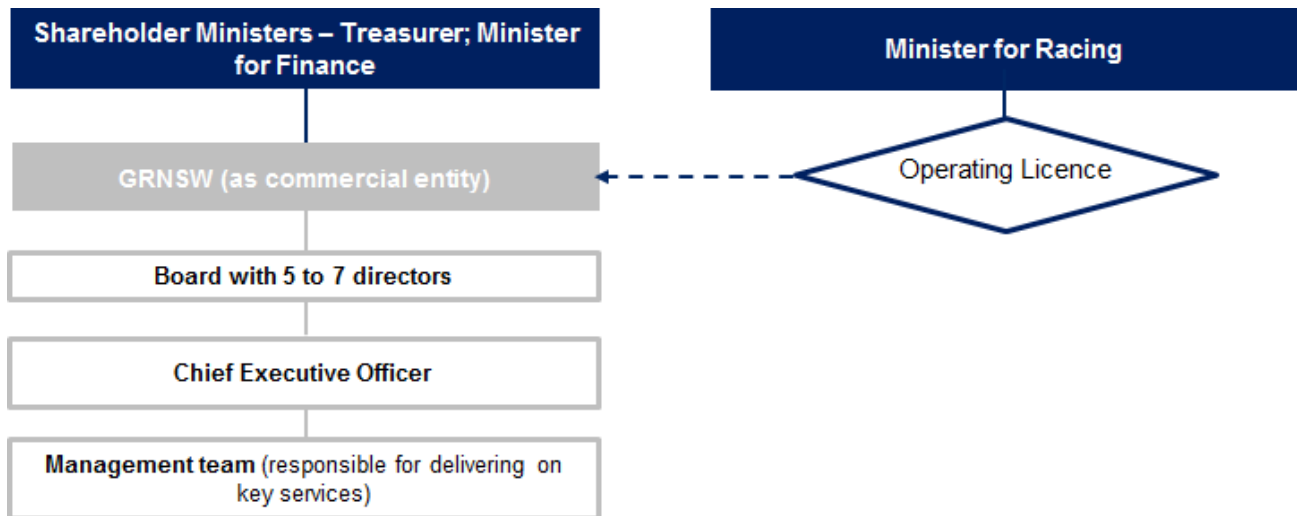 Shareholder Ministers – Treasurer; Minister
for Finance
Minister for Racing
GRNSW (as commercial entity)
Operating Licence
Board with 5 to 7 directors
Chief Executive Officer
Management team (responsible for delivering on
key services)